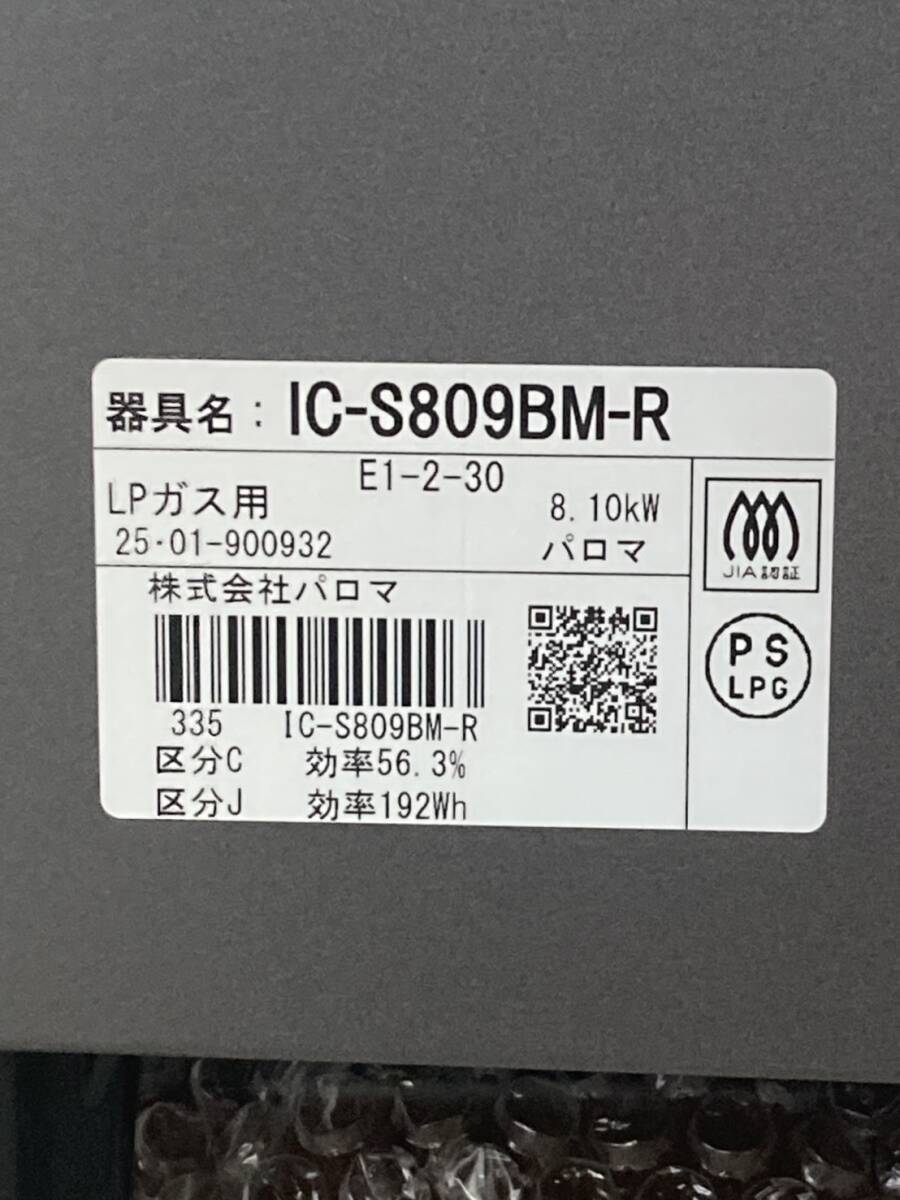 器具名：IC-S809BM-R
E1-2-30
LPガス用
8.10kW
25·01-900932
パロマ
JIA認証
株式会社パロマ
PS
LPG
335 IC-S809BM-R
区分C 効率56.3%
区分J 効率192Wh